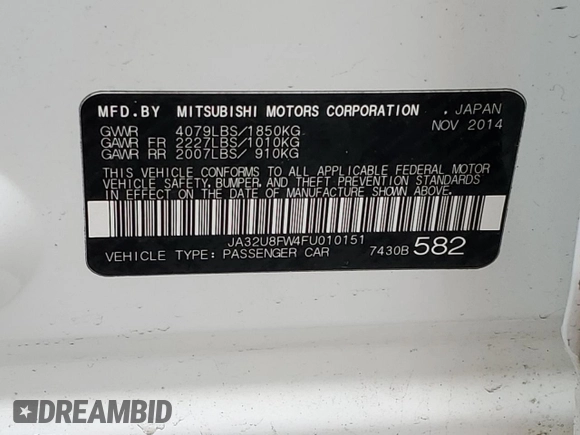 MFD.BY MITSUBISHI MOTORS CORPORATION , JAPAN
NOV 2014
GVWR 4079LBS/1850KG
GAWR FR 2227LBS/1010KG
GAWR RR 2007LBS/ 910KG
THIS VEHICLE CONFORMS TO ALL APPLICABLE FEDERAL MOTOR
VEHICLE SAFETY, BUMPER, AND THEFT PREVENTION STANDARDS
IN EFFECT ON THE DATE OF MANUFACTURE SHOWN ABOVE.
JA32U8FW4FU010151
VEHICLE TYPE: PASSENGER CAR 7430B 582
DREAMBID